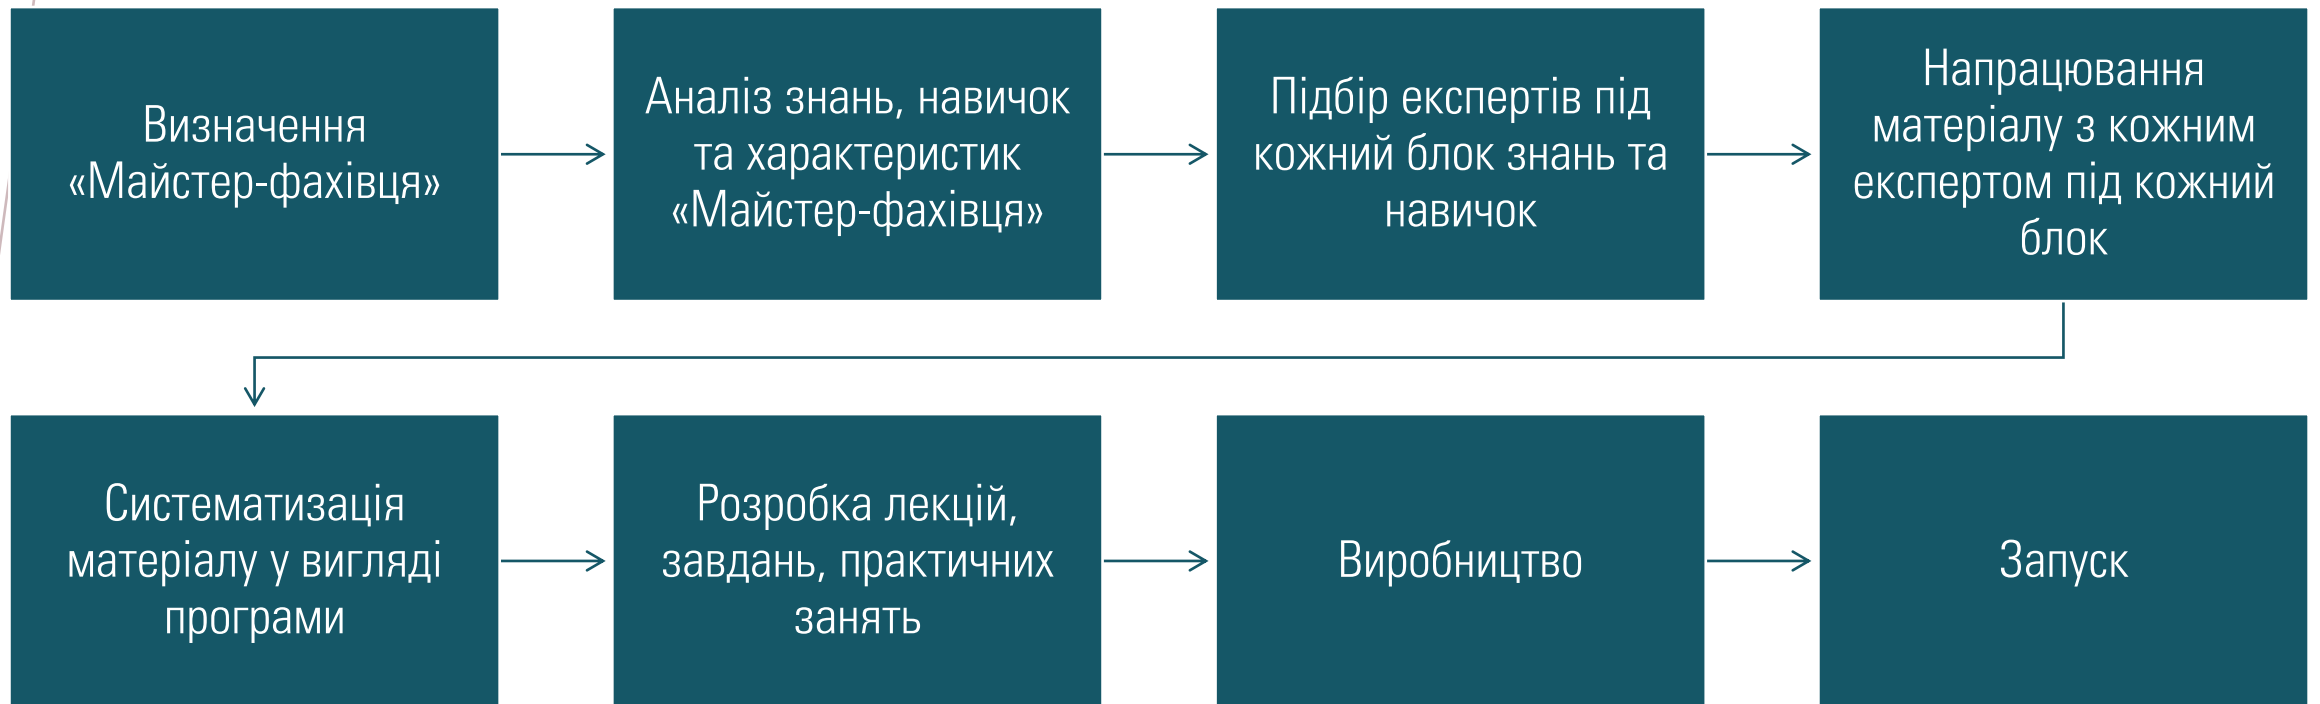 Визначення
«Майстер-фахівця»
Аналіз знань, навичок
та характеристик
«Майстер-фахівця»
Підбір експертів під
кожний блок знань та
навичок
Напрацювання
матеріалу з кожним
експертом під кожний
блок
Систематизація
матеріалу у вигляді
програми
Розробка лекцій,
завдань, практичних
занять
Виробництво
Запуск